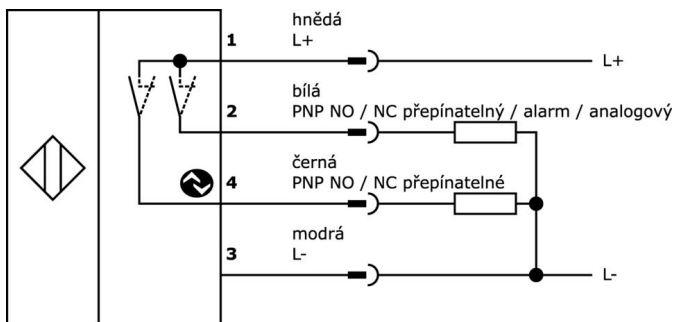 hnědá
1 L+
L+
bílá
2 PNP NO / NC přepínatelný / alarm / analogový
černá
4 PNP NO / NC přepínatelné
modrá
3 L-
L-